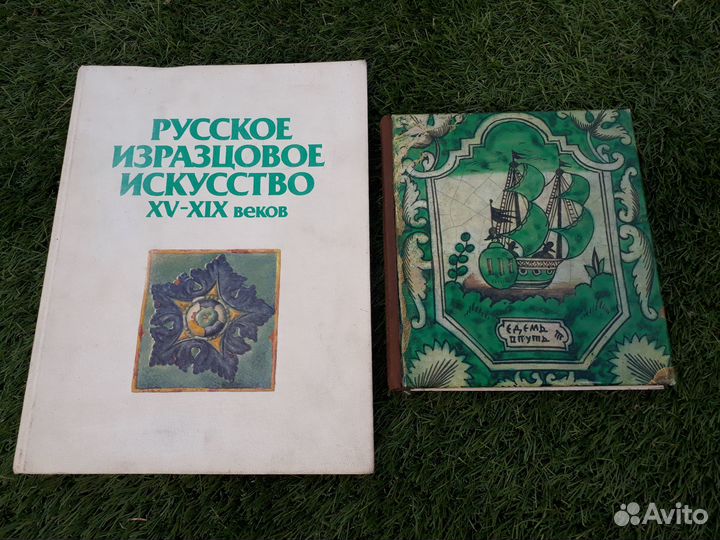 РУССКОЕ
ИЗРАЗЦОВОЕ
ИСКУССТВО
XV-XIX веков
ЕДЕМЪ
ПУТЬ
Avito